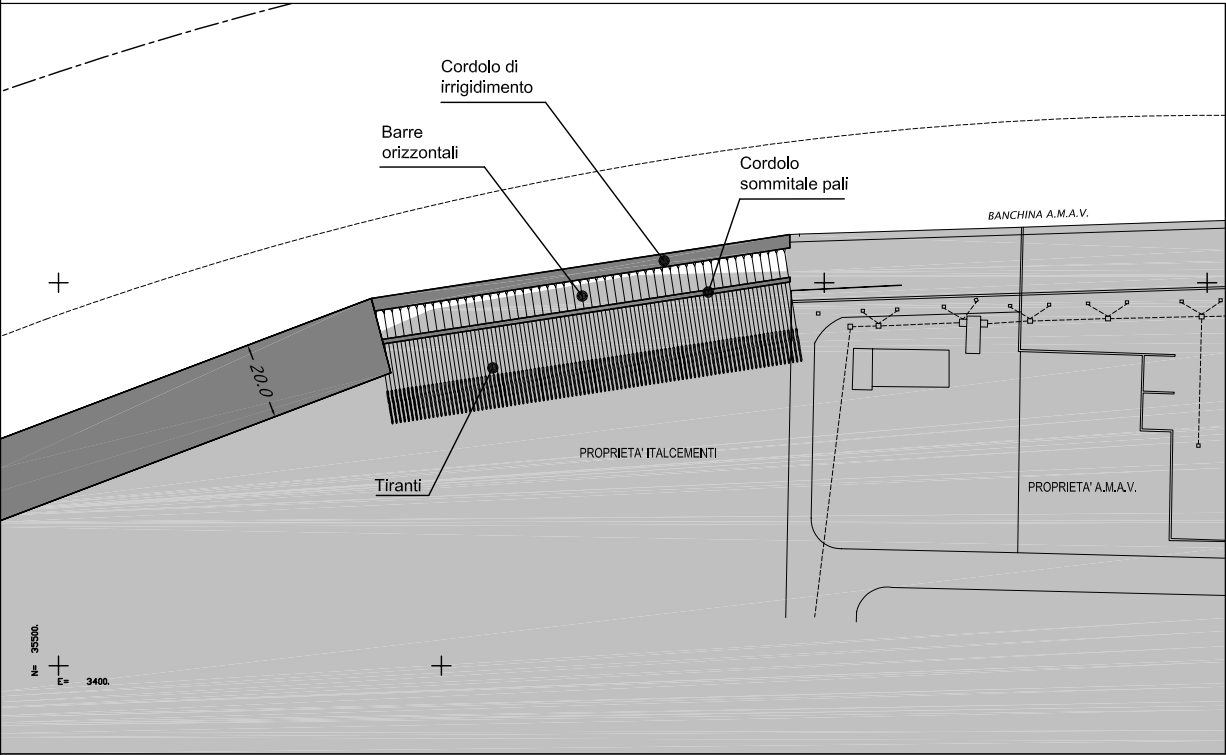 Cordolo di
irrigidimento
Barre
orizzontali
Cordolo
sommitale pali
BANCHINA A.M.A.V.
20.0
PROPRIETA' ITALCEMENTI
Tiranti
PROPRIETA' A.M.A.V.
N= 35500.
E= 3400.